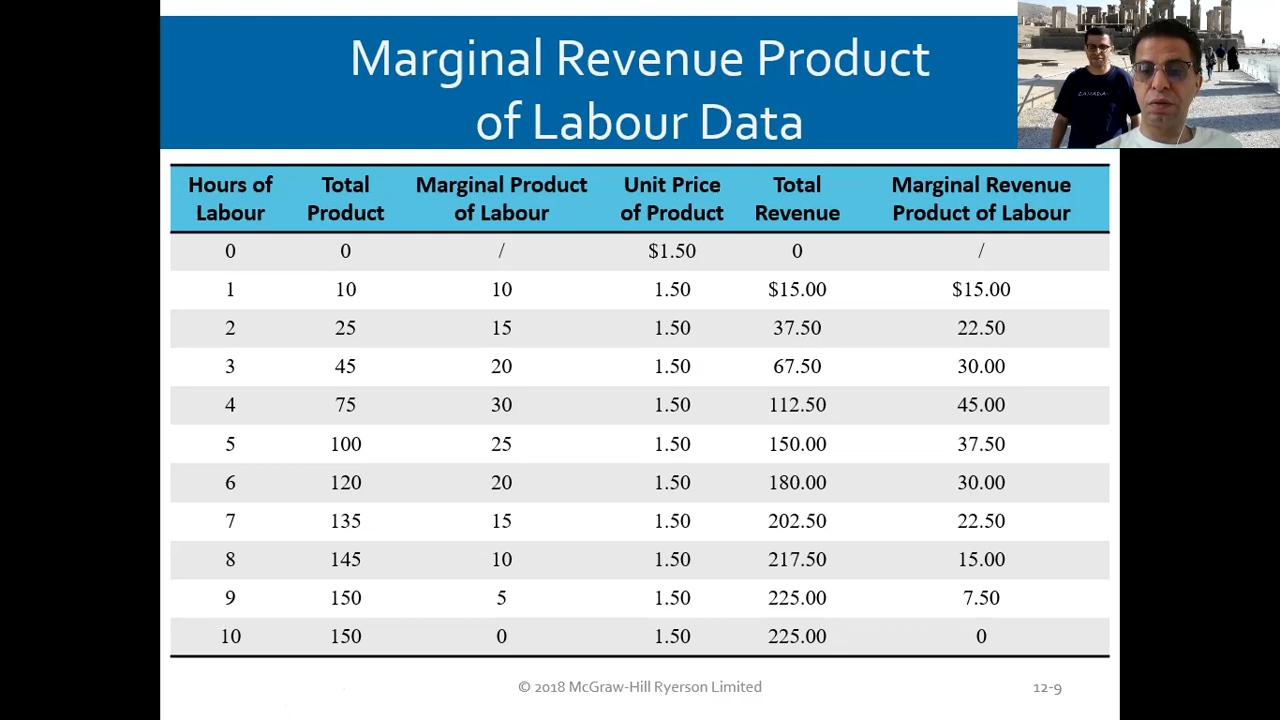 Marginal Revenue Product
of Labour Data
CANADA
Hours of Labour Total Product Marginal Product of Labour Unit Price of Product Total Revenue Marginal Revenue Product of Labour
0 0 / $1.50 0 /
1 10 10 1.50 $15.00 $15.00
2 25 15 1.50 37.50 22.50
3 45 20 1.50 67.50 30.00
4 75 30 1.50 112.50 45.00
5 100 25 1.50 150.00 37.50
6 120 20 1.50 180.00 30.00
7 135 15 1.50 202.50 22.50
8 145 10 1.50 217.50 15.00
9 150 5 1.50 225.00 7.50
10 150 0 1.50 225.00 0
© 2018 McGraw-Hill Ryerson Limited 12-9